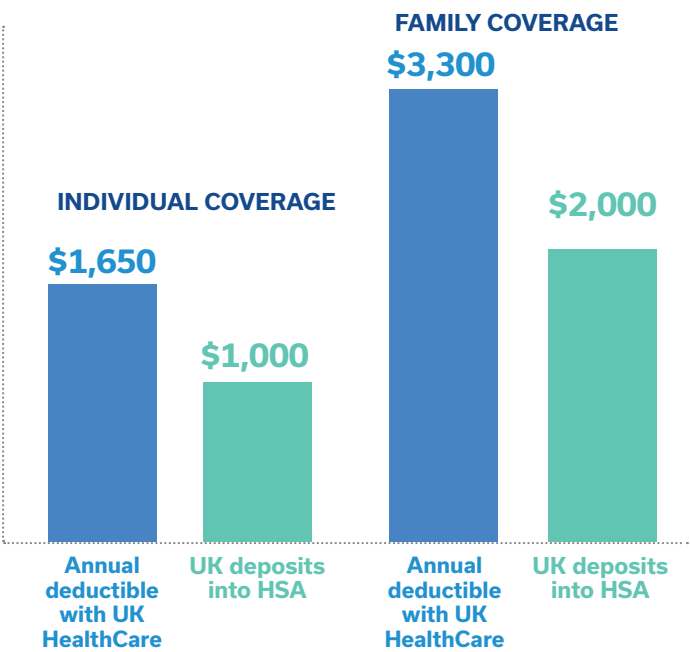 INDIVIDUAL COVERAGE
$1,650
$1,000
Annual
deductible
with UK
HealthCare
UK deposits
into HSA
FAMILY COVERAGE
$3,300
$2,000
Annual
deductible
with UK
HealthCare
UK deposits
into HSA